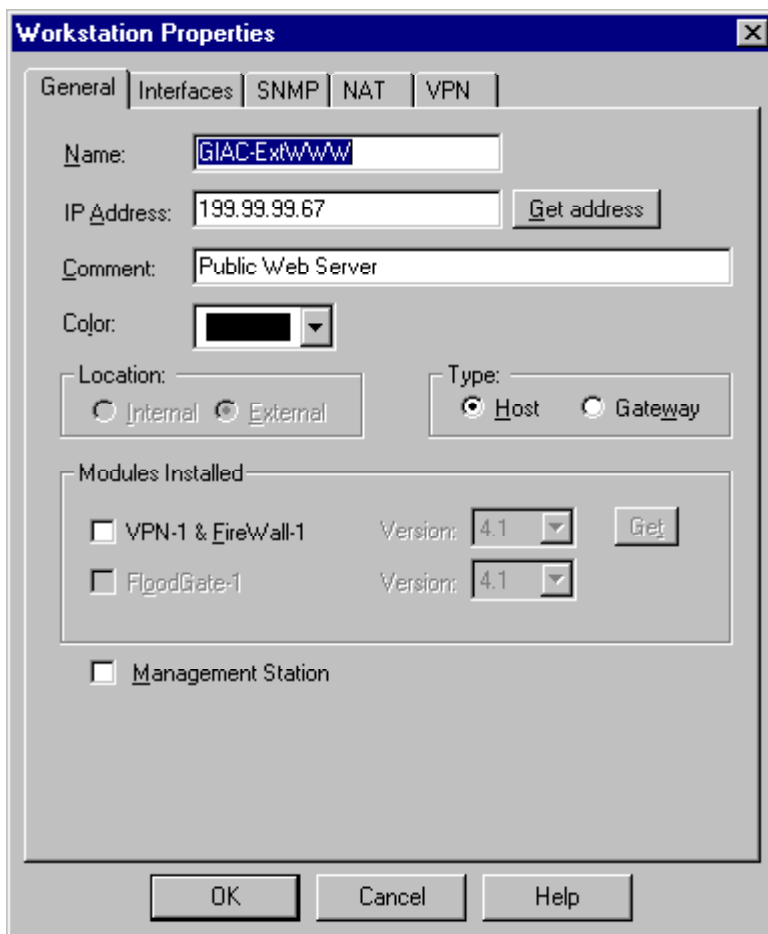 Workstation Properties
General Interfaces SNMP NAT VPN
Name: GIAC-ExtWWW
IP Address: 199.99.99.67 Get address
Comment: Public Web Server
Color:
Location: Type:
Internal External Host Gateway
Modules Installed
VPN-1 & FireWall-1 Version: 4.1 Get
FloodGate-1 Version: 4.1
Management Station
OK Cancel Help